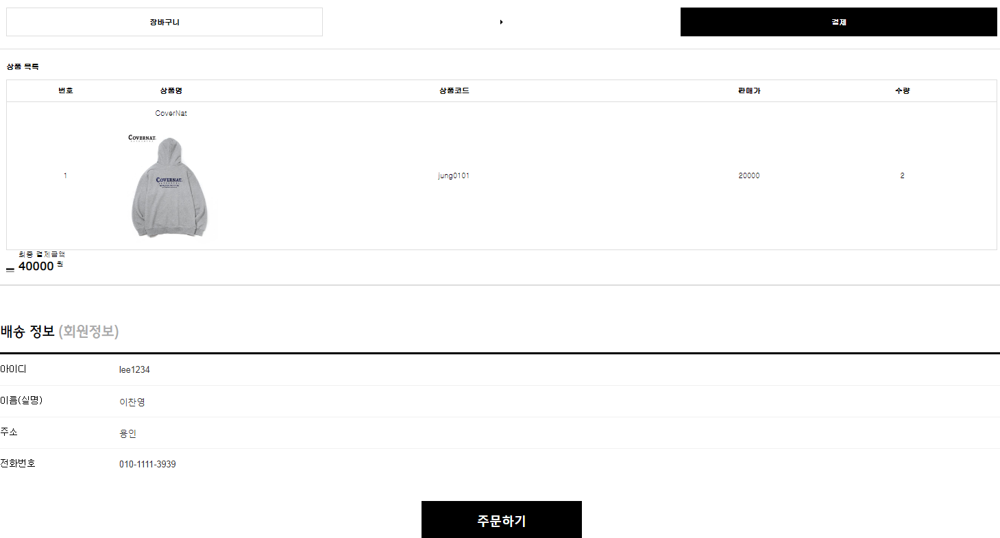 장바구니
결제
상품 목록
번호 상품명 상품코드 판매가 수량
CoverNat
COVERNAT.
COVERNAT.
1 jung0101 20000 2
최종 결제금액
= 40000 원
배송 정보 (회원정보)
아이디 lee1234
이름(실명) 이찬영
주소 용인
전화번호 010-1111-3939
주문하기